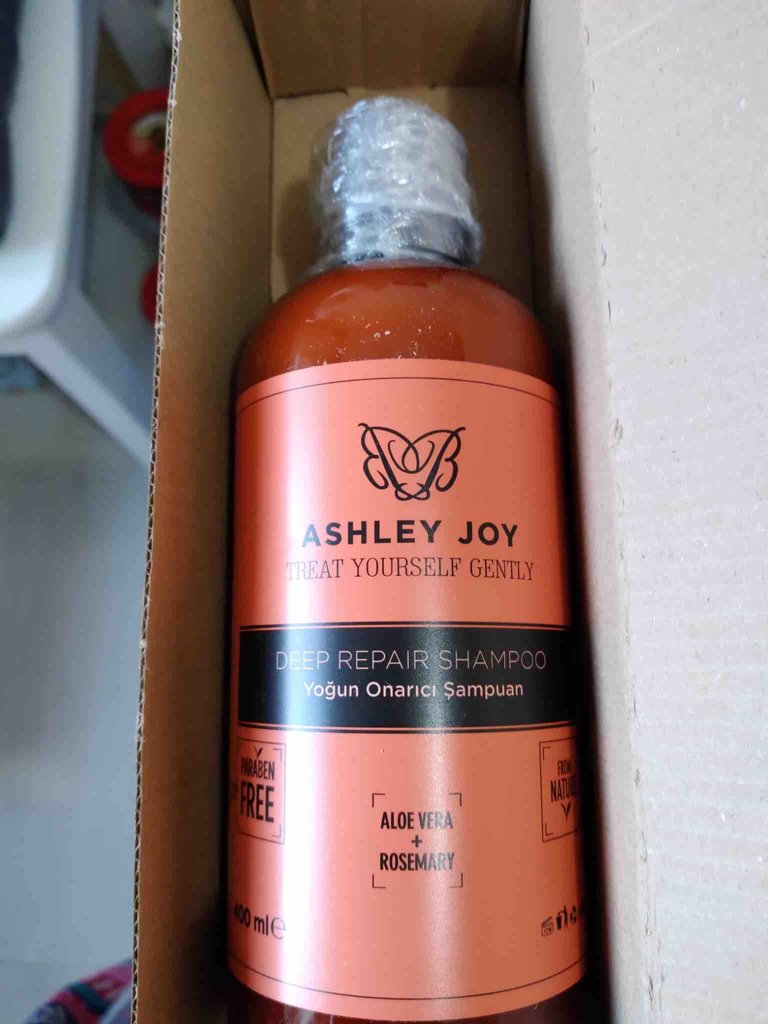 ASHLEY JOY
TREAT YOURSELF GENTLY
DEEP REPAIR SHAMPOO
Yoğun Onarıcı Şampuan
PARABEN
FREE
FROM
NATURE
ALOE VERA
+
ROSEMARY
400 ml e